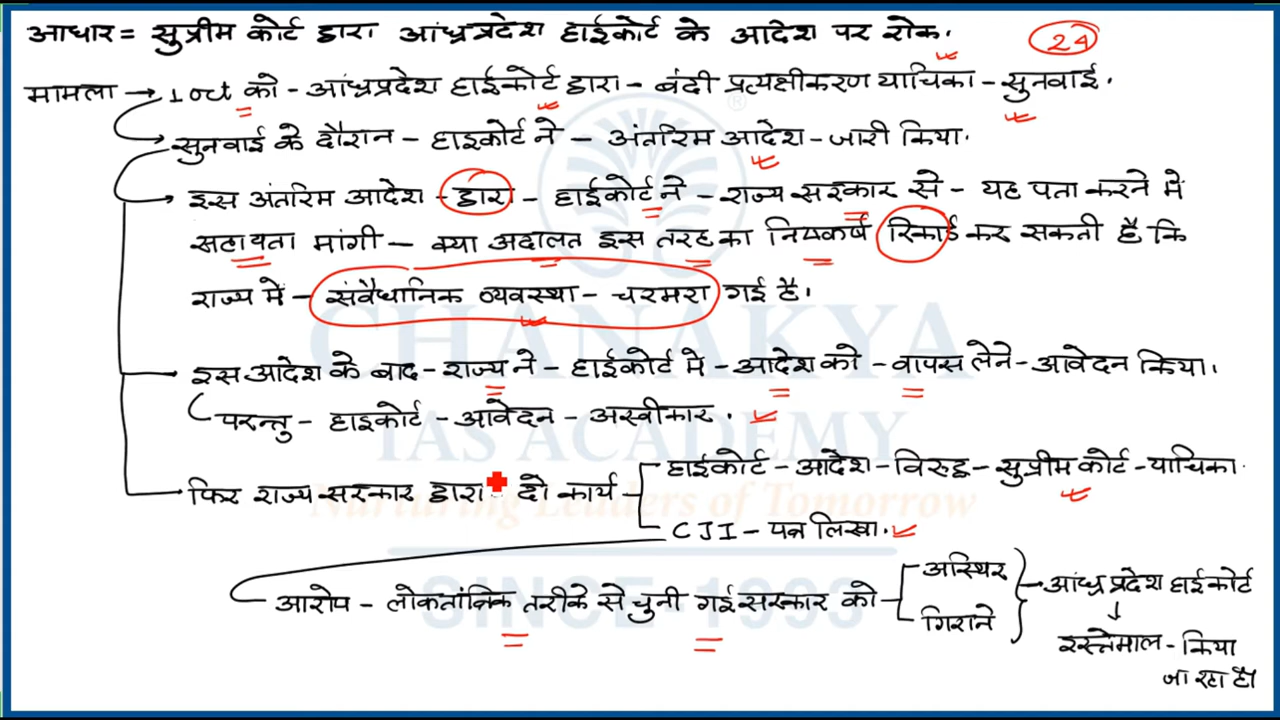 आधार = सुप्रीम कोर्ट द्वारा आंध्रप्रदेश हाईकोर्ट के आदेश पर रोक.
24
मामला → 1 oct को - आंध्रप्रदेश हाईकोर्ट द्वारा - बंदी प्रत्यक्षीकरण याचिका - सुनवाई.
सुनवाई के दौरान - हाइकोर्ट ने - अंतरिम आदेश - जारी किया.
इस अंतरिम आदेश - द्वारा - हाईकोर्ट ने - राज्य सरकार से - यह पता करने मे
सहायता मांगी - क्या अदालत इस तरह का निष्कर्ष रिकार्ड कर सकती है कि
राज्य मे - संवैधानिक व्यवस्था - चरमरा गई है.
इस आदेश के बाद - राज्य ने - हाईकोर्ट मे - आदेश को - वापस लेने - आवेदन किया.
परन्तु - हाइकोर्ट - आवेदन - अस्वीकार.
फिर राज्य सरकार द्वारा दो कार्य
हाईकोर्ट - आदेश - विरुद्ध - सुप्रीम कोर्ट - याचिका.
CJI - पत्र लिखा.
आरोप - लोकतांत्रिक तरीके से चुनी गई सरकार को
अस्थिर
गिराने
आंध्र प्रदेश हाईकोर्ट
↓
इस्तेमाल - किया
जा रहा है।
CHANAKYA
IAS ACADEMY
Nurturing Leaders of Tomorrow
SINCE - 1993